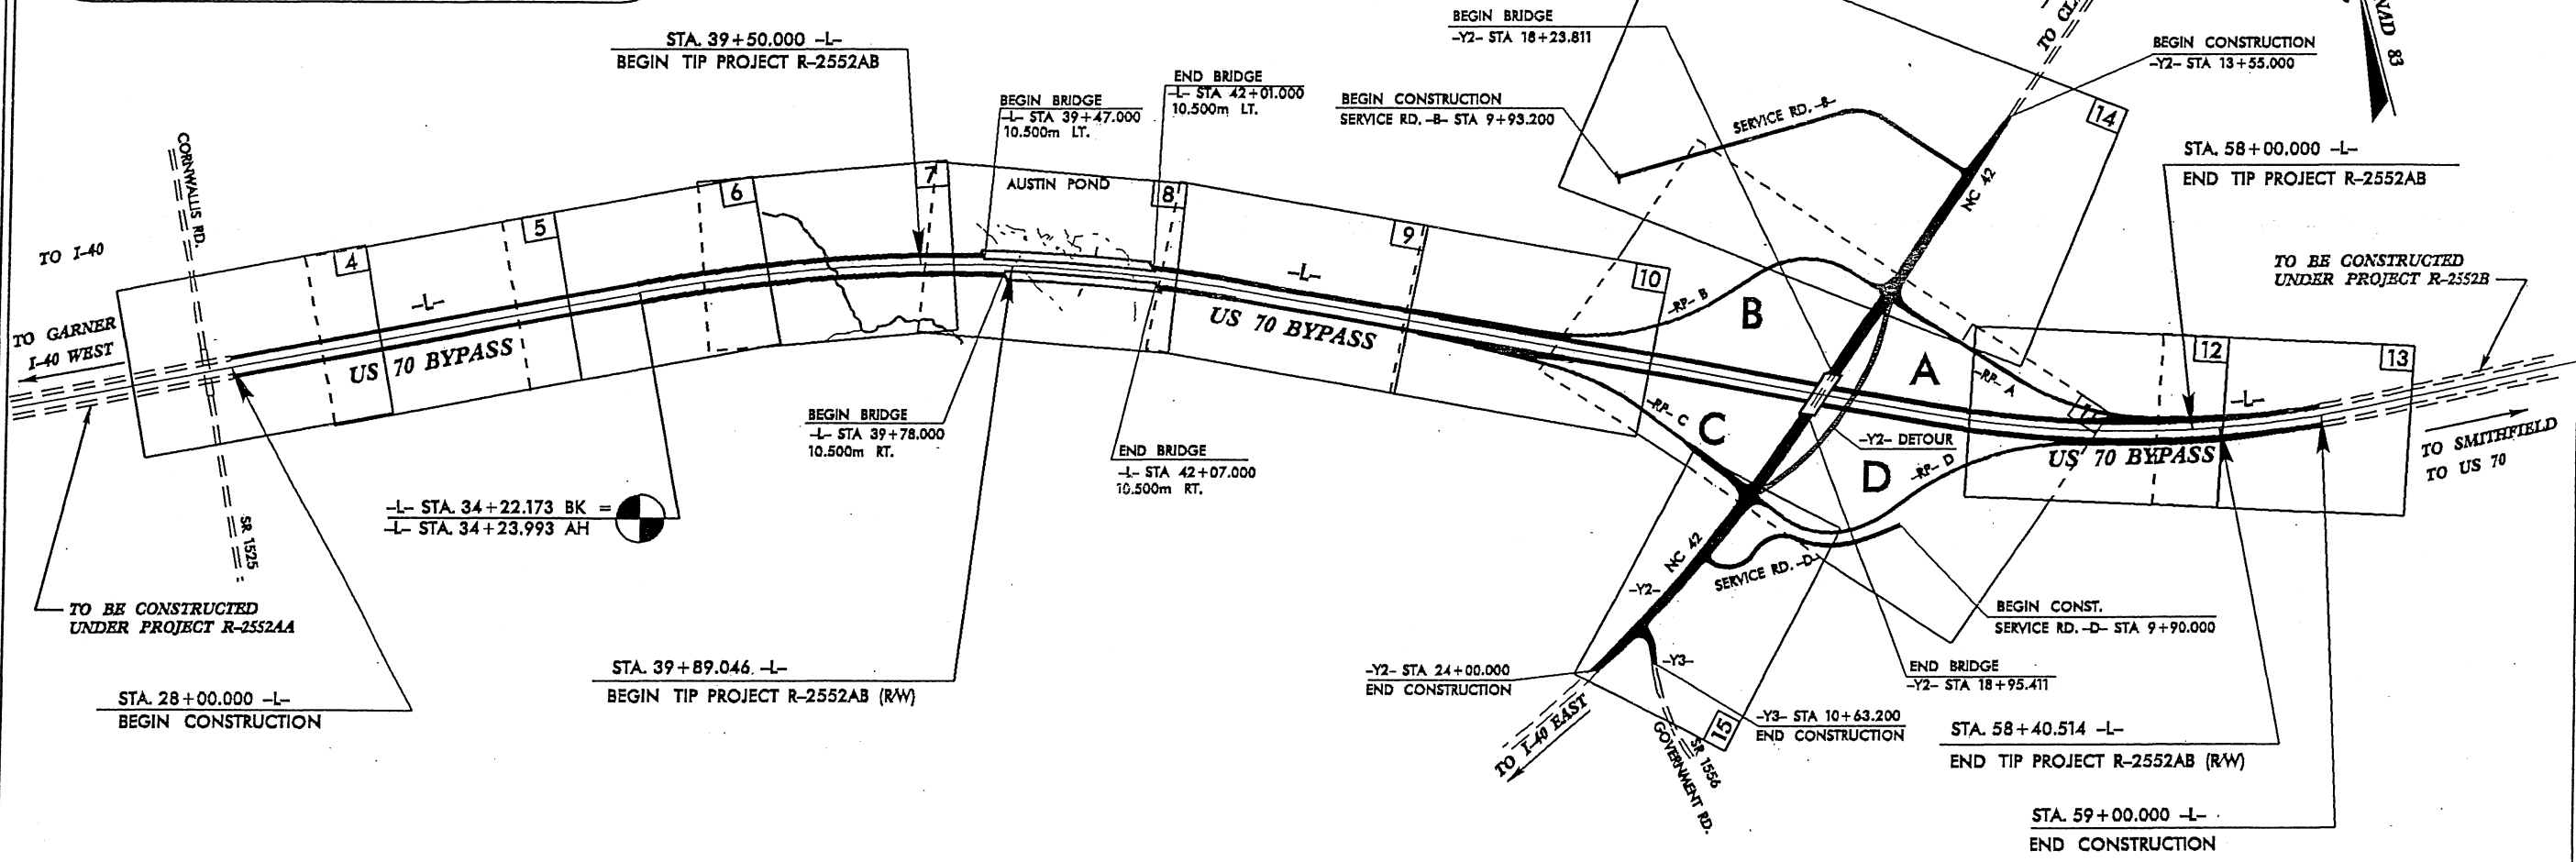 BEGIN BRIDGE
-Y2- STA 18+23.811
TO
NAD 83
STA. 39+50.000 -L-
BEGIN TIP PROJECT R-2552AB
BEGIN CONSTRUCTION
-Y2- STA 13+55.000
END BRIDGE
-L- STA 42+01.000
10.500m LT.
BEGIN BRIDGE
-L- STA 39+47.000
10.500m LT.
BEGIN CONSTRUCTION
SERVICE RD. -B- STA 9+93.200
SERVICE RD. -B-
14
STA. 58+00.000 -L-
END TIP PROJECT R-2552AB
CORNWALLIS RD.
AUSTIN POND
4
5
6
7
8
9
10
NC 42
TO I-40
TO BE CONSTRUCTED
UNDER PROJECT R-2552B
-L-
-L-
-RP- B
B
TO GARNER
I-40 WEST
US 70 BYPASS
US 70 BYPASS
12
13
A
-RP- A
-L-
-RP- C
C
-Y2- DETOUR
D
-RP- D
US 70 BYPASS
TO SMITHFIELD
TO US 70
BEGIN BRIDGE
-L- STA 39+78.000
10.500m RT.
END BRIDGE
-L- STA 42+07.000
10.500m RT.
-L- STA. 34+22.173 BK =
-L- STA. 34+23.993 AH
SR 1525
NC 42
-Y2-
SERVICE RD. -D-
TO BE CONSTRUCTED
UNDER PROJECT R-2552AA
BEGIN CONST.
SERVICE RD. -D- STA 9+90.000
STA. 39+89.046. -L-
BEGIN TIP PROJECT R-2552AB (R/W)
-Y2- STA 24+00.000
END CONSTRUCTION
-Y3-
END BRIDGE
-Y2- STA 18+95.411
STA. 28+00.000 -L-
BEGIN CONSTRUCTION
TO I-40 EAST
SR 1556
GOVERNMENT RD.
15
-Y3- STA 10+63.200
END CONSTRUCTION
STA. 58+40.514 -L-
END TIP PROJECT R-2552AB (R/W)
STA. 59+00.000 -L-
END CONSTRUCTION